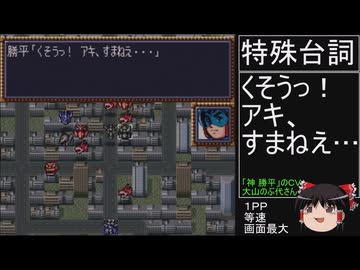 勝平「くそうっ! アキ、すまねえ・・・」
特殊台詞
くそうっ!
アキ、
すまねえ…
「神 勝平」のCV
大山のぶ代さん
1PP
等速
画面最大